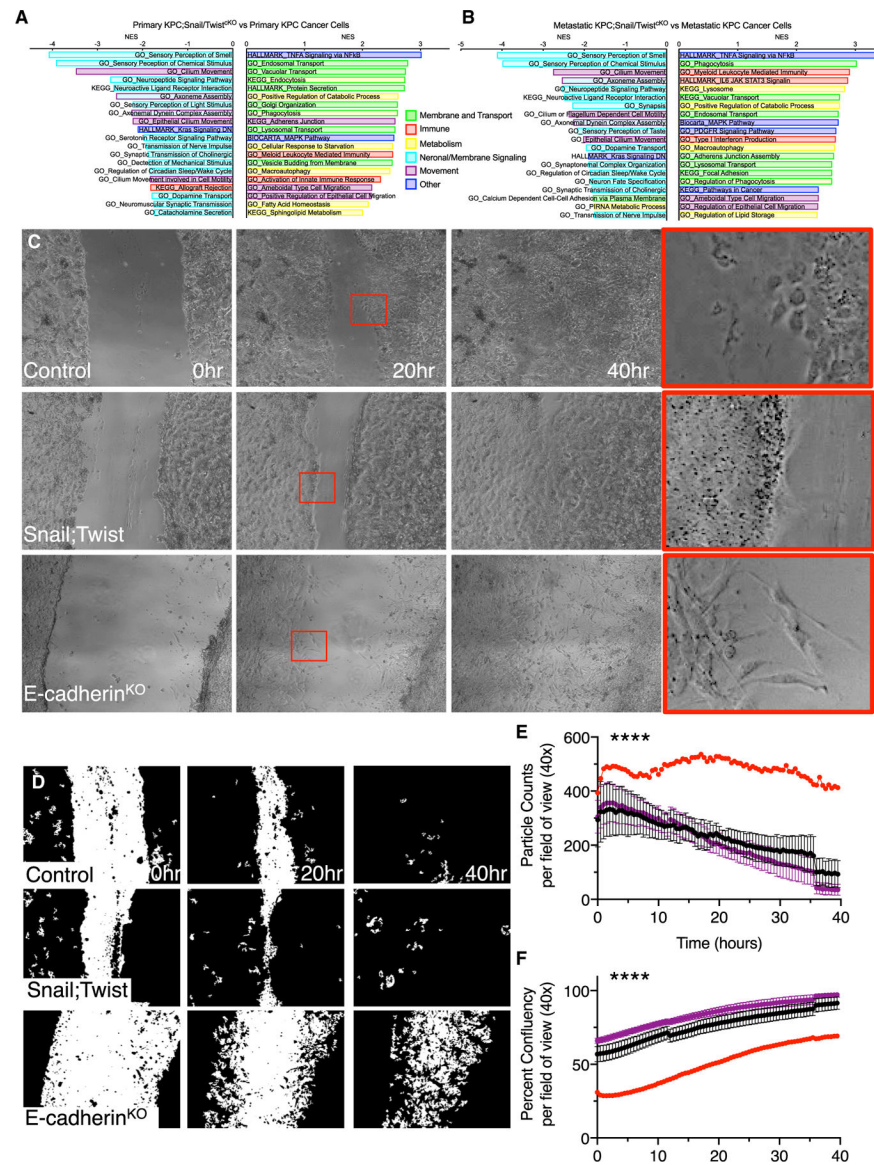 A
Primary KPC;Snail/Twist^cKO vs Primary KPC Cancer Cells
NES
NES
-4 -3 -2 -1 0 0 1 2 3
GO_Sensory Perception of Smell
GO_Sensory Perception of Chemical Stimulus
GO_Cilium Movement
GO_Neuropeptide Signaling Pathway
KEGG_Neuroactive Ligand Receptor Interaction
GO_Axoneme Assembly
GO_Sensory Perception of Light Stimulus
GO_Axonemal Dynein Complex Assembly
GO_Epithelial Cilium Movement
HALLMARK_Kras Signaling DN
GO_Serotonin Receptor Signaling Pathway
GO_Transmission of Nerve Impulse
GO_Synaptic Transmission of Cholinergic
GO_Dectection of Mechanical Stimulus
GO_Regulation of Circadian Sleep/Wake Cycle
GO_Cilium Movement involved in Cell Motility
KEGG_Allograft Rejection
GO_Dopamine Transport
GO_Neuromuscular Synaptic Transmission
GO_Catacholamine Secretion
HALLMARK_TNFA Signaling via NFkB
GO_Endosomal Transport
GO_Vacuolar Transport
KEGG_Endocytosis
HALLMARK_Protein Secretion
GO_Positive Regulation of Catabolic Process
GO_Golgi Organization
GO_Phagocytosis
KEGG_Adherens Junction
GO_Lysosomal Transport
BIOCARTA_MAPK Pathway
GO_Cellular Response to Starvation
GO_Meloid Leukocyte Mediated Immunity
GO_Vesicle Budding from Membrane
GO_Macroautophagy
GO_Activation of Innate Immune Response
GO_Ameboidal Type Cell Migration
GO_Positive Regulation of Epithelial Cell Migration
GO_Fatty Acid Homeostasis
KEGG_Sphingolipid Metabolism
Membrane and Transport
Immune
Metabolism
Neronal/Membrane Signaling
Movement
Other
B
Metastatic KPC;Snail/Twist^cKO vs Metastatic KPC Cancer Cells
NES
NES
-5 -4 -3 -2 -1 0 0 1 2 3
GO_Sensory Perception of Smell
GO_Sensory Perception of Chemical Stimulus
GO_Cilium Movement
GO_Axoneme Assembly
GO_Neuropeptide Signaling Pathway
KEGG_Neuroactive Ligand Receptor Interaction
GO_Synapsis
GO_Cilium or Flagellum Dependent Cell Motility
GO_Axonemal Dynein Complex Assembly
GO_Sensory Perception of Taste
GO_Epithelial Cilium Movement
GO_Dopamine Transport
HALLMARK_Kras Signaling DN
GO_Synaptonemal Complex Organization
GO_Regulation of Circadian Sleep/Wake Cycle
GO_Neuron Fate Specification
GO_Synaptic Transmission of Cholinergic
GO_Calcium Dependent Cell-Cell Adhesion via Plasma Membrane
GO_PIRNA Metabolic Process
GO_Transmission of Nerve Impulse
HALLMARK_TNFA Signaling via NFkB
GO_Phagocytosis
GO_Myeloid Leukocyte Mediated Immunity
HALLMARK_IL6 JAK STAT3 Signalin
KEGG_Lysosome
KEGG_Vacuolar Transport
GO_Positive Regulation of Catabolic Process
GO_Endosomal Transport
Biocarta_MAPK Pathway
GO_PDGFR Signaling Pathway
GO_Type I Interferon Production
GO_Macroautophagy
GO_Adherens Junction Assembly
GO_Lysosomal Transport
KEGG_Focal Adhesion
GO_Regulation of Phagocytosis
KEGG_Pathways in Cancer
GO_Ameboidal Type Cell Migration
GO_Regulation of Epithelial Cell Migration
GO_Regulation of Lipid Storage
C
Control
0hr
20hr
40hr
Snail;Twist
E-cadherin^KO
D
Control
0hr
20hr
40hr
Snail;Twist
E-cadherin^KO
E
****
Particle Counts
per field of view (40x)
600
400
200
0
0 10 20 30 40
Time (hours)
F
****
Percent Confluency
per field of view (40x)
100
50
0
0 10 20 30 40